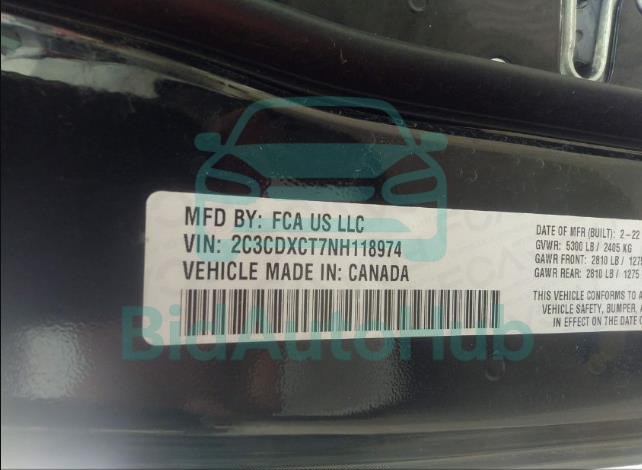 MFD BY: FCA US LLC
VIN: 2C3CDXCT7NH118974
VEHICLE MADE IN: CANADA
DATE OF MFR (BUILT): 2-22
GVWR: 5300 LB / 2405 KG
GAWR FRONT: 2810 LB / 1275
GAWR REAR: 2810 LB / 1275
THIS VEHICLE CONFORMS TO A
VEHICLE SAFETY, BUMPER, A
IN EFFECT ON THE DATE
BidAutoHub